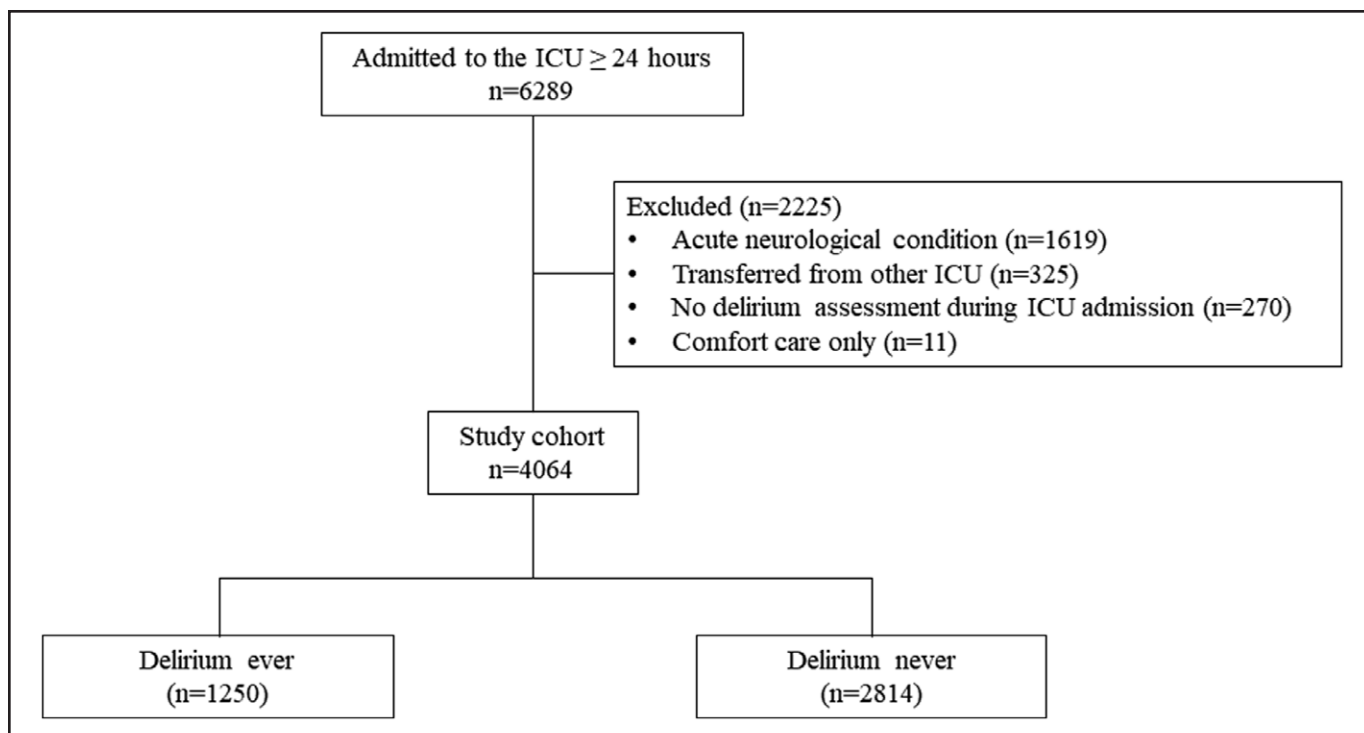 Admitted to the ICU ≥ 24 hours
n=6289
Excluded (n=2225)
• Acute neurological condition (n=1619)
• Transferred from other ICU (n=325)
• No delirium assessment during ICU admission (n=270)
• Comfort care only (n=11)
Study cohort
n=4064
Delirium ever
(n=1250)
Delirium never
(n=2814)